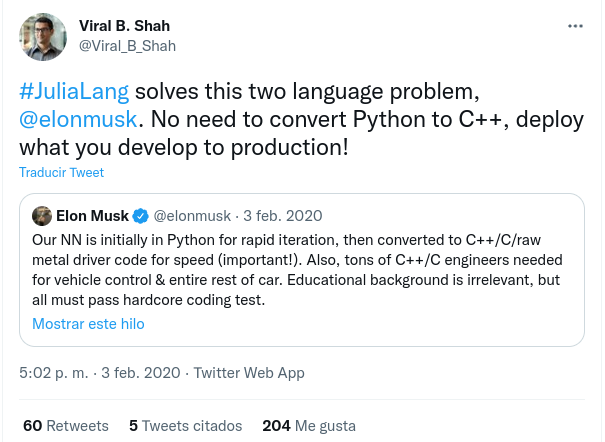 Viral B. Shah
@Viral_B_Shah
#JuliaLang solves this two language problem,
@elonmusk. No need to convert Python to C++, deploy
what you develop to production!
Traducir Tweet
Elon Musk @elonmusk · 3 feb. 2020
Our NN is initially in Python for rapid iteration, then converted to C++/C/raw
metal driver code for speed (important!). Also, tons of C++/C engineers needed
for vehicle control & entire rest of car. Educational background is irrelevant, but
all must pass hardcore coding test.
Mostrar este hilo
5:02 p. m. · 3 feb. 2020 · Twitter Web App
60 Retweets 5 Tweets citados 204 Me gusta